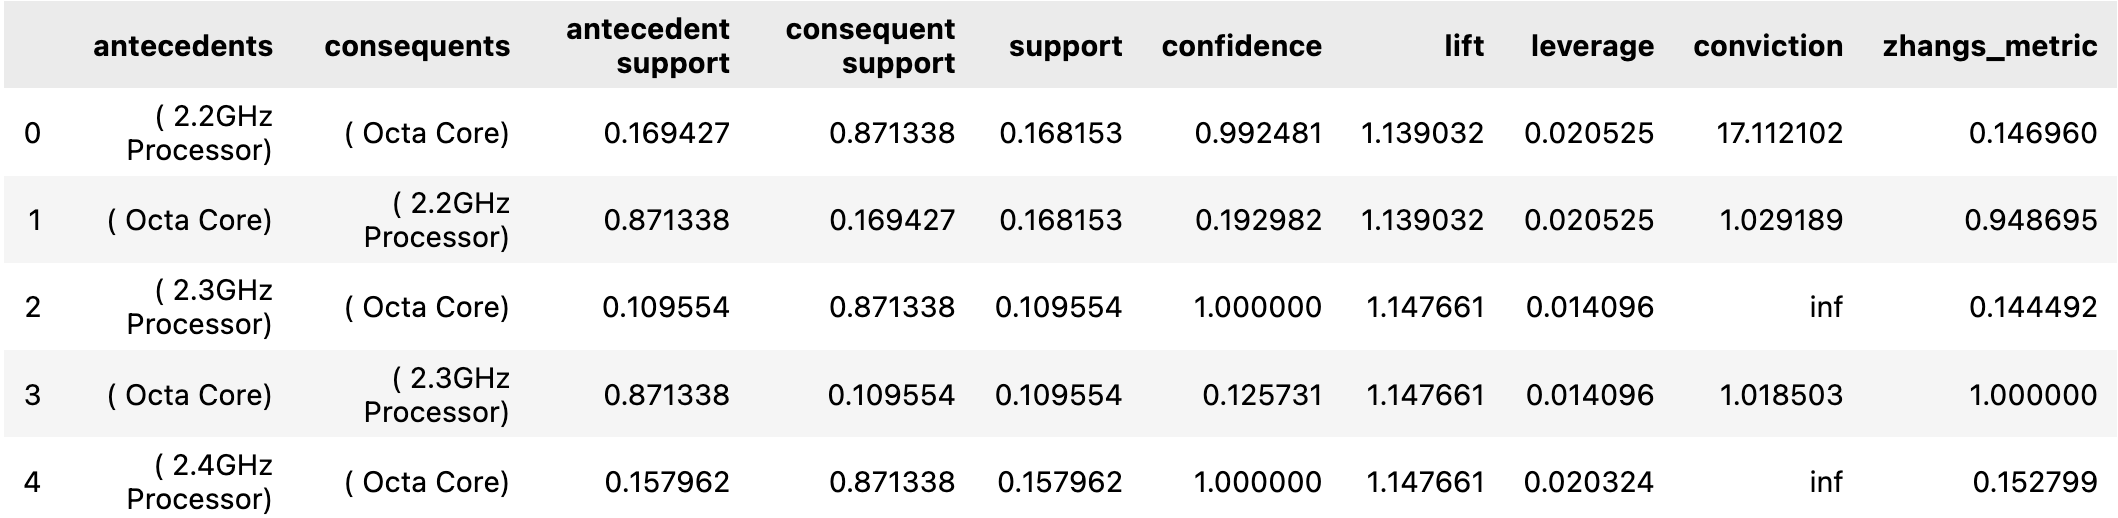 antecedents consequents antecedent support consequent support support confidence lift leverage conviction zhangs_metric
0 ( 2.2GHz Processor) ( Octa Core) 0.169427 0.871338 0.168153 0.992481 1.139032 0.020525 17.112102 0.146960
1 ( Octa Core) ( 2.2GHz Processor) 0.871338 0.169427 0.168153 0.192982 1.139032 0.020525 1.029189 0.948695
2 ( 2.3GHz Processor) ( Octa Core) 0.109554 0.871338 0.109554 1.000000 1.147661 0.014096 inf 0.144492
3 ( Octa Core) ( 2.3GHz Processor) 0.871338 0.109554 0.109554 0.125731 1.147661 0.014096 1.018503 1.000000
4 ( 2.4GHz Processor) ( Octa Core) 0.157962 0.871338 0.157962 1.000000 1.147661 0.020324 inf 0.152799